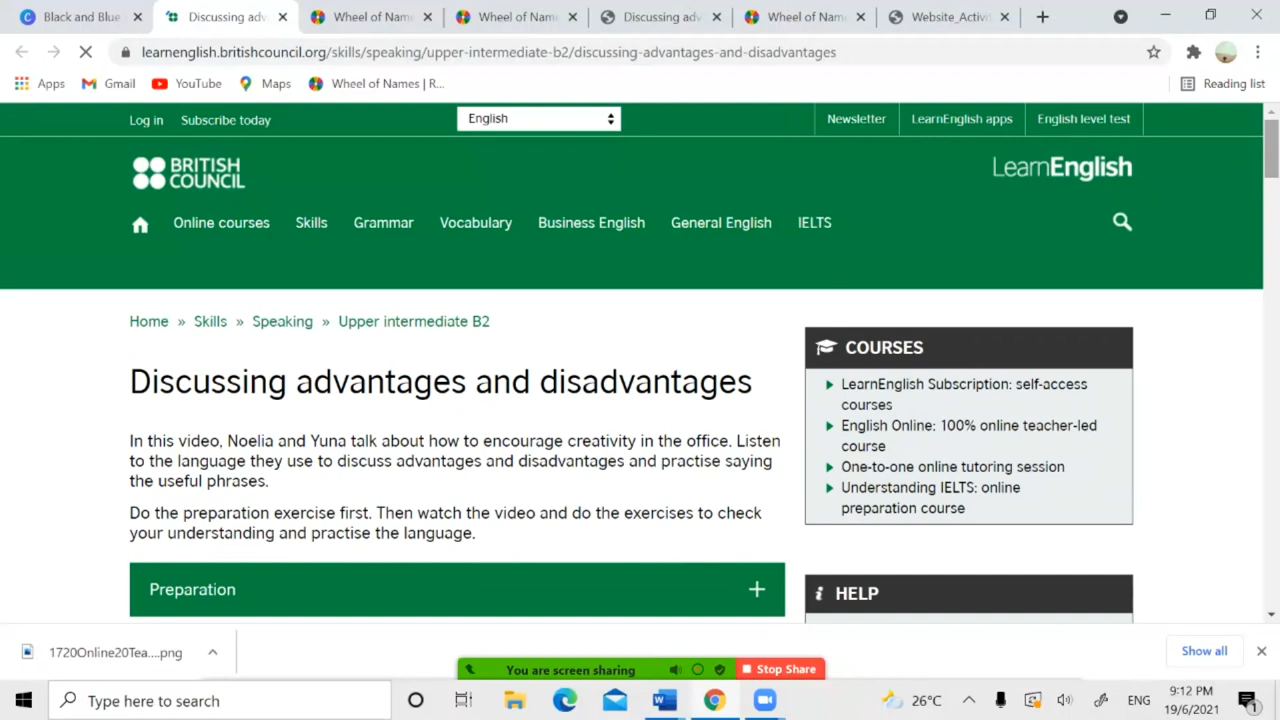 Black and Blue
Discussing adv
Wheel of Name
Wheel of Name
Discussing adv
Wheel of Name
Website_Activi
learnenglish.britishcouncil.org/skills/speaking/upper-intermediate-b2/discussing-advantages-and-disadvantages
Apps
Gmail
YouTube
Maps
Wheel of Names | R...
Reading list
Log in
Subscribe today
English
Newsletter
LearnEnglish apps
English level test
BRITISH
COUNCIL
LearnEnglish
Online courses
Skills
Grammar
Vocabulary
Business English
General English
IELTS
Home » Skills » Speaking » Upper intermediate B2
Discussing advantages and disadvantages
In this video, Noelia and Yuna talk about how to encourage creativity in the office. Listen
to the language they use to discuss advantages and disadvantages and practise saying
the useful phrases.
Do the preparation exercise first. Then watch the video and do the exercises to check
your understanding and practise the language.
Preparation
COURSES
LearnEnglish Subscription: self-access
courses
English Online: 100% online teacher-led
course
One-to-one online tutoring session
Understanding IELTS: online
preparation course
HELP
1720Online20Tea....png
Show all
You are screen sharing
Stop Share
Type here to search
26°C
ENG
9:12 PM
19/6/2021
1